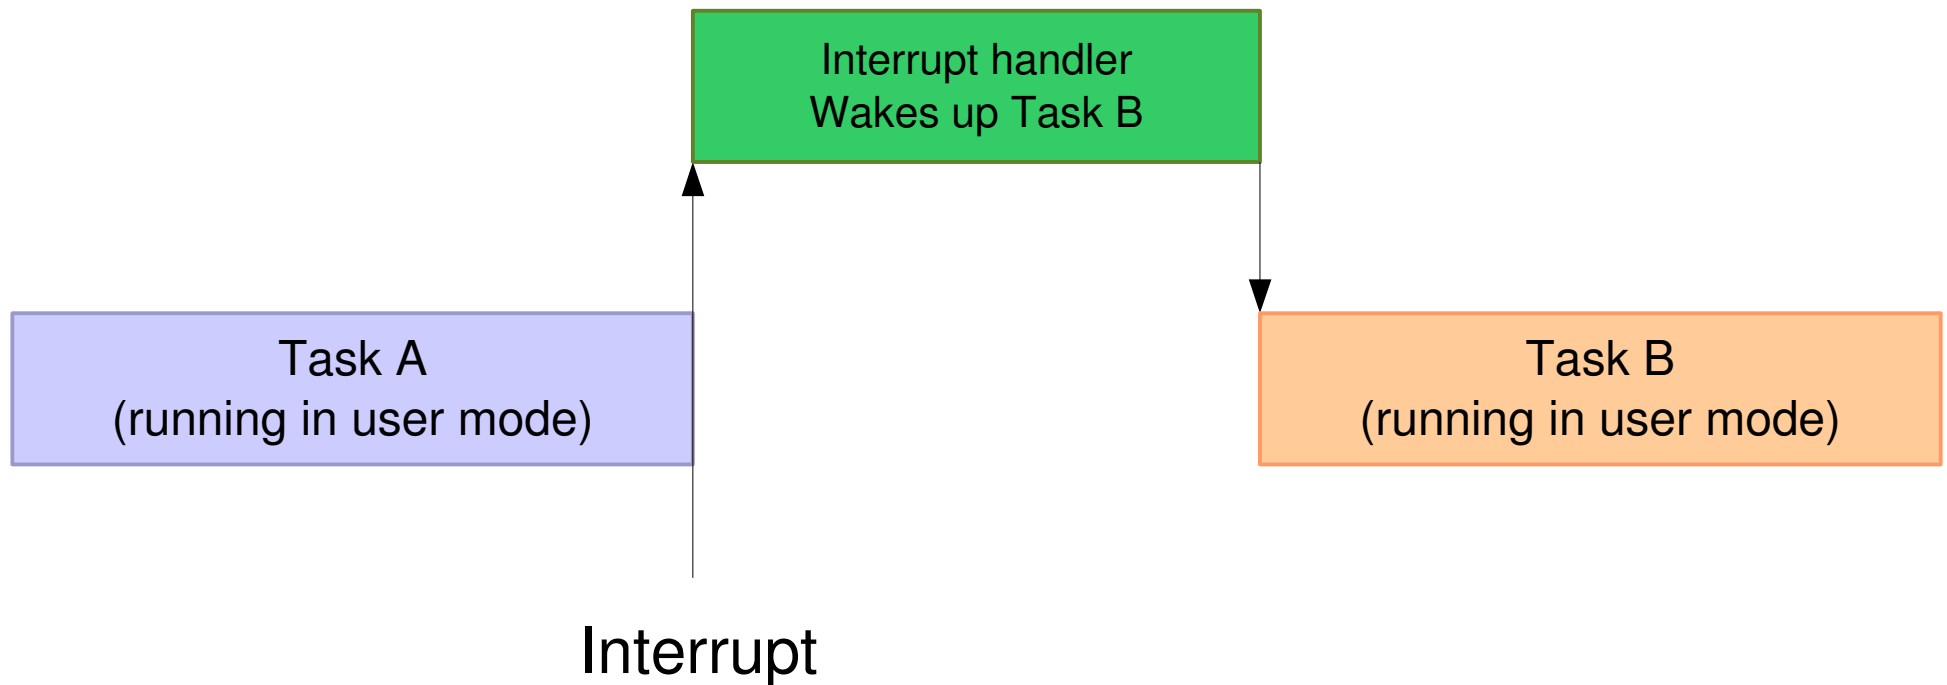 Interrupt handler
Wakes up Task B
Task A
(running in user mode)
Task B
(running in user mode)
Interrupt